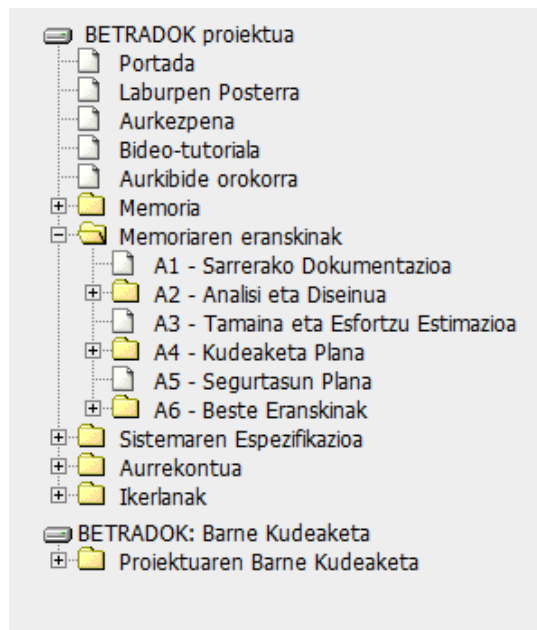 BETRADOK proiektua
Portada
Laburpen Posterra
Aurkezpena
Bideo-tutoriala
Aurkibide orokorra
Memoria
Memoriaren eranskinak
A1 - Sarrerako Dokumentazioa
A2 - Analisi eta Diseinua
A3 - Tamaina eta Esfortzu Estimazioa
A4 - Kudeaketa Plana
A5 - Segurtasun Plana
A6 - Beste Eranskinak
Sistemaren Espezifikazioa
Aurrekontua
Ikerlanak
BETRADOK: Barne Kudeaketa
Proiektuaren Barne Kudeaketa